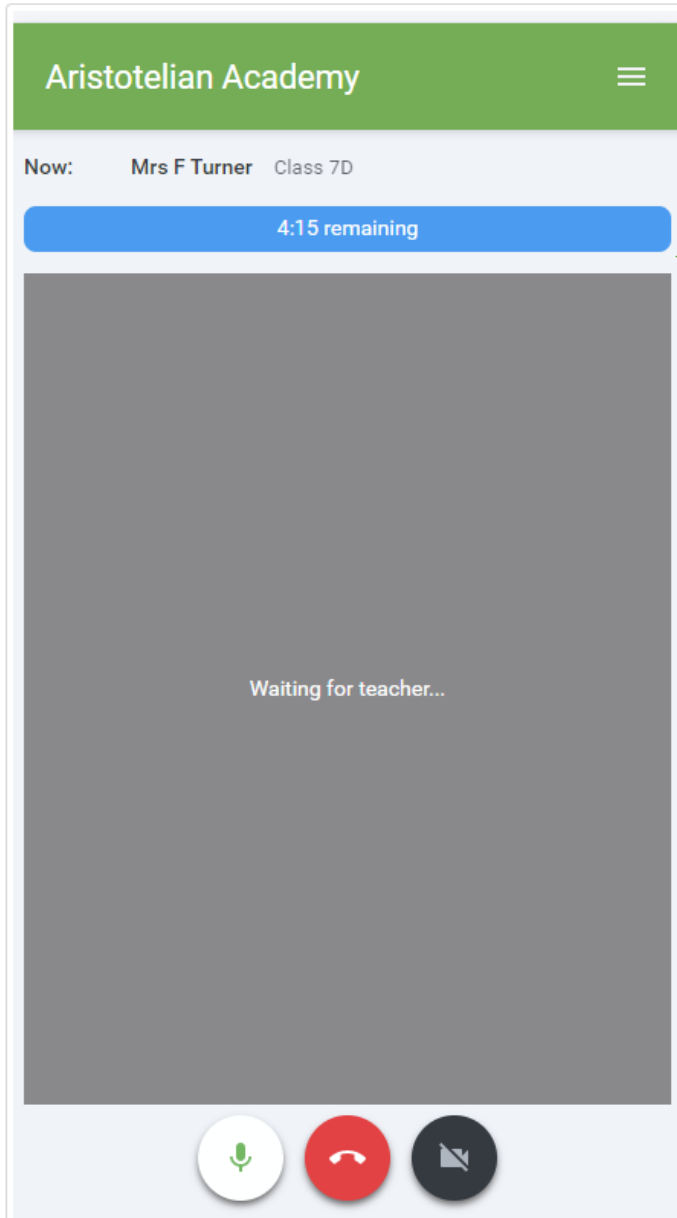 Aristotelian Academy
Now: Mrs F Turner Class 7D
4:15 remaining
Waiting for teacher...